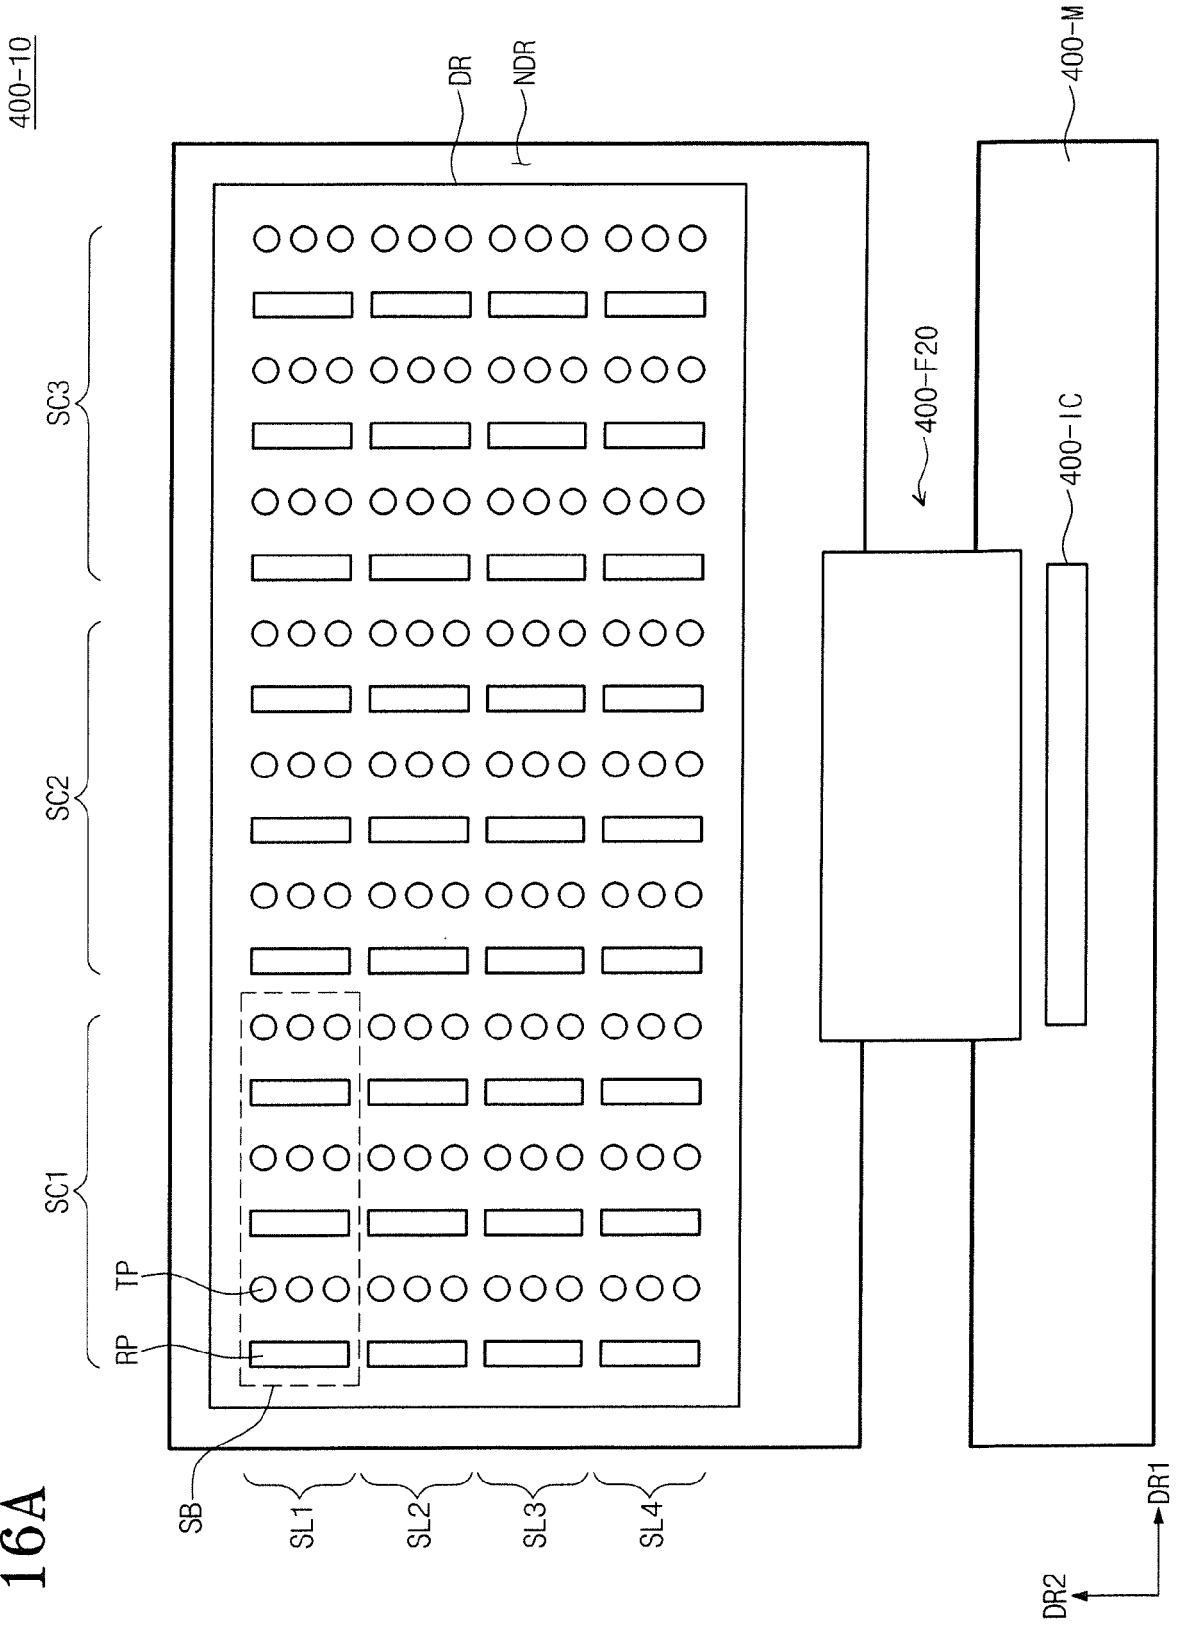 16A
400-10
SC1
SC2
SC3
RP
TP
DR
NDR
SB
SL1
SL2
SL3
SL4
400-F20
400-IC
400-M
DR2
DR1